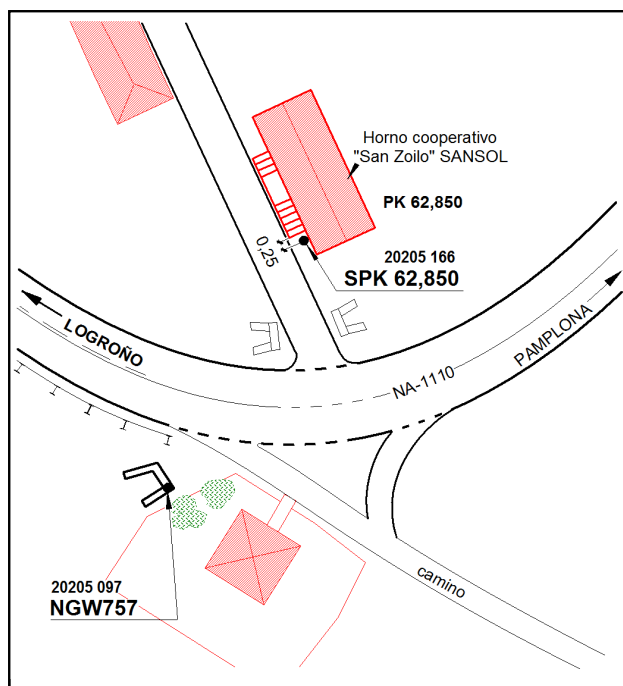 Horno cooperativo
"San Zoilo" SANSOL
PK 62,850
0,25
20205 166
SPK 62,850
LOGROÑO
PAMPLONA
NA-1110
20205 097
NGW757
camino